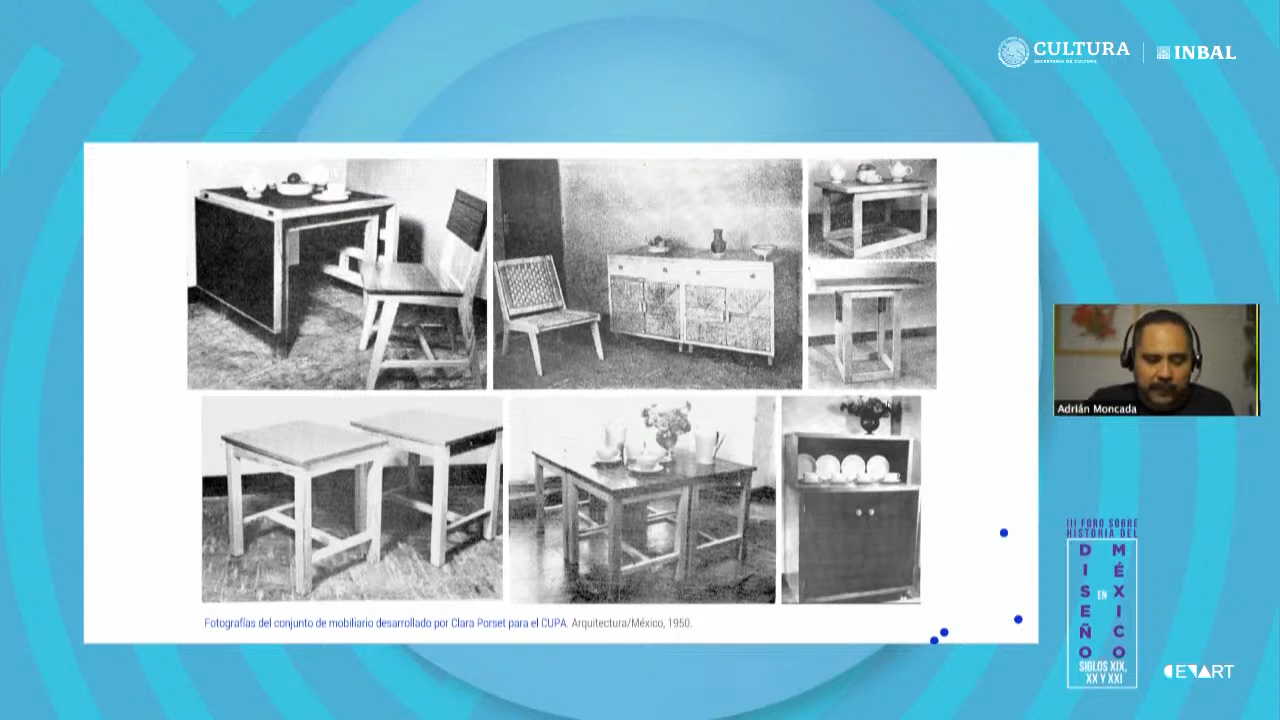 CULTURA
SECRETARÍA DE CULTURA
INBAL
Adrián Moncada
III FORO SOBRE
HISTORIA DEL
DISEÑO
EN
MÉXICO
SIGLOS XIX,
XX Y XXI
CENART
Fotografías del conjunto de mobiliario desarrollado por Clara Porset para el CUPA. Arquitectura/México, 1950.